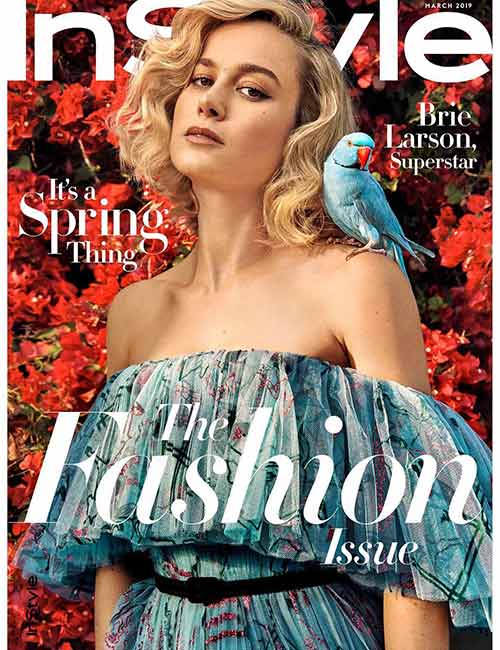 MARCH 2019
InStyle
Brie
Larson,
Superstar
It's a
Spring
Thing
The
Fashion
Issue
InStyle